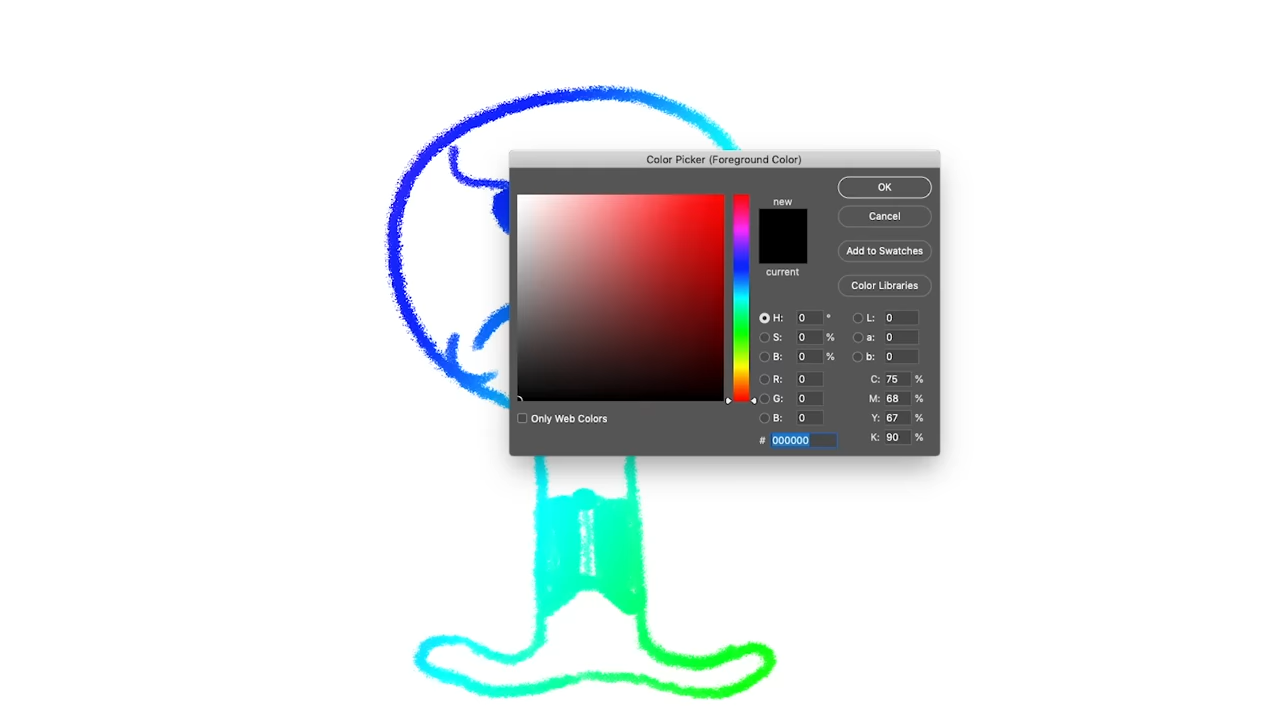 Color Picker (Foreground Color)
OK
new
Cancel
Add to Swatches
current
Color Libraries
H: 0 ° L: 0
S: 0 % a: 0
B: 0 % b: 0
R: 0 C: 75 %
G: 0 M: 68 %
B: 0 Y: 67 %
Only Web Colors
# 000000 K: 90 %